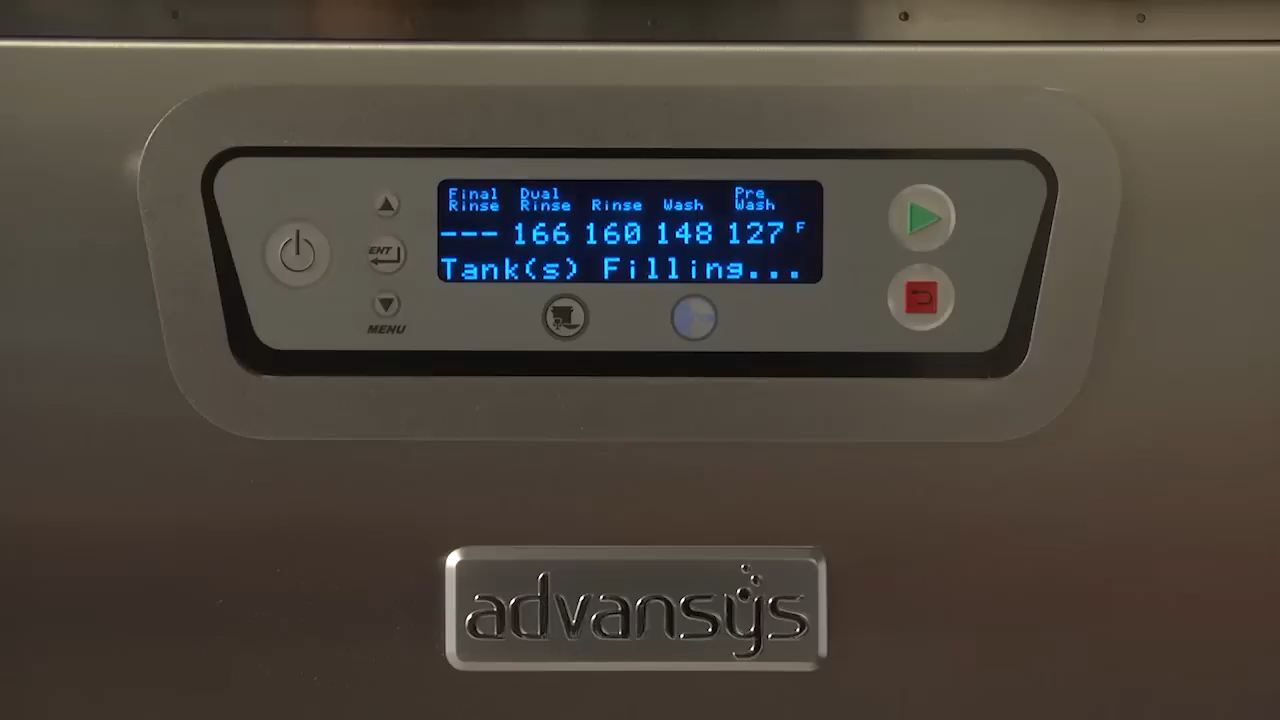 Final Dual Pre
Rinse Rinse Rinse Wash Wash
--- 166 160 148 127 F
Tank(s) Filling...
ENT
MENU
advansys